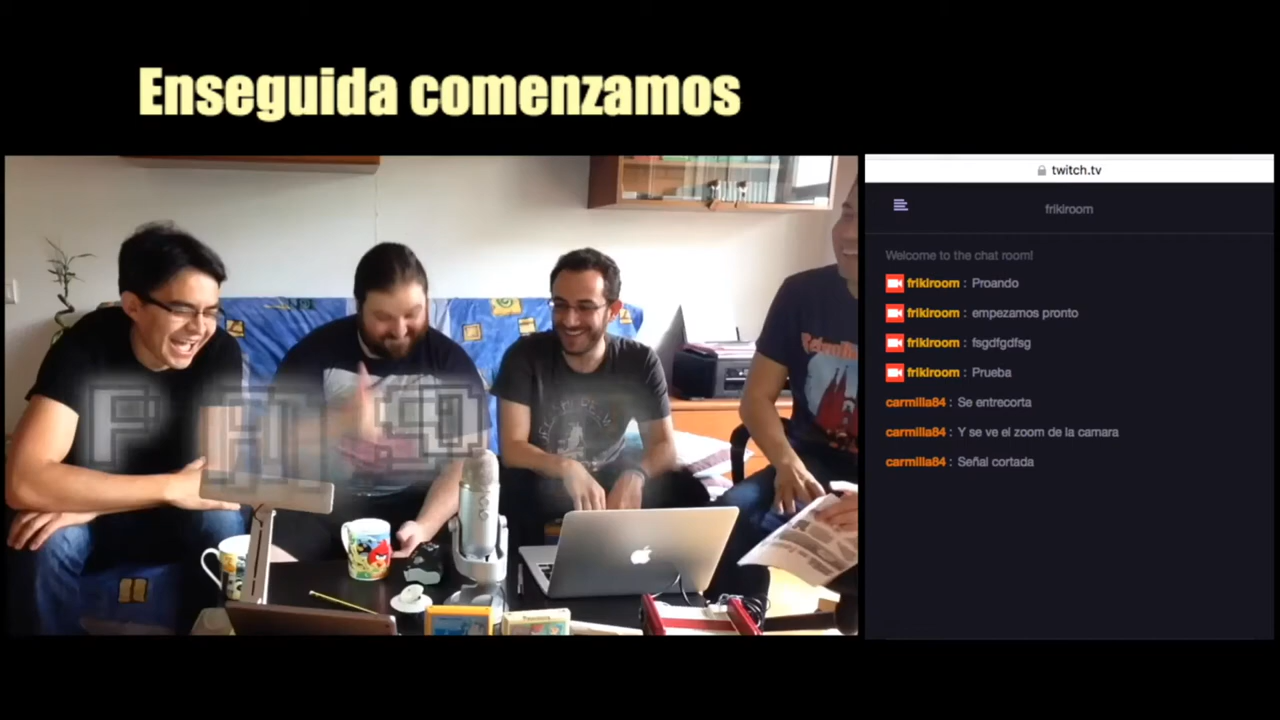 Enseguida comenzamos
twitch.tv
frikiroom
Welcome to the chat room!
frikiroom : Proando
frikiroom : empezamos pronto
frikiroom : fsgdfgdfsg
frikiroom : Prueba
carmilla84 : Se entrecorta
carmilla84 : Y se ve el zoom de la camara
carmilla84 : Señal cortada